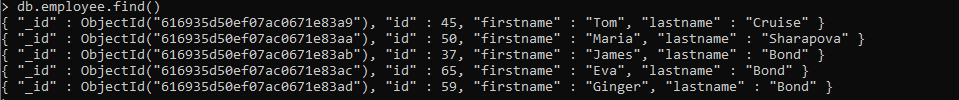 > db.employee.find()
{ "_id" : ObjectId("616935d50ef07ac0671e83a9"), "id" : 45, "firstname" : "Tom", "lastname" : "Cruise" }
{ "_id" : ObjectId("616935d50ef07ac0671e83aa"), "id" : 50, "firstname" : "Maria", "lastname" : "Sharapova" }
{ "_id" : ObjectId("616935d50ef07ac0671e83ab"), "id" : 37, "firstname" : "James", "lastname" : "Bond" }
{ "_id" : ObjectId("616935d50ef07ac0671e83ac"), "id" : 65, "firstname" : "Eva", "lastname" : "Bond" }
{ "_id" : ObjectId("616935d50ef07ac0671e83ad"), "id" : 59, "firstname" : "Ginger", "lastname" : "Bond" }